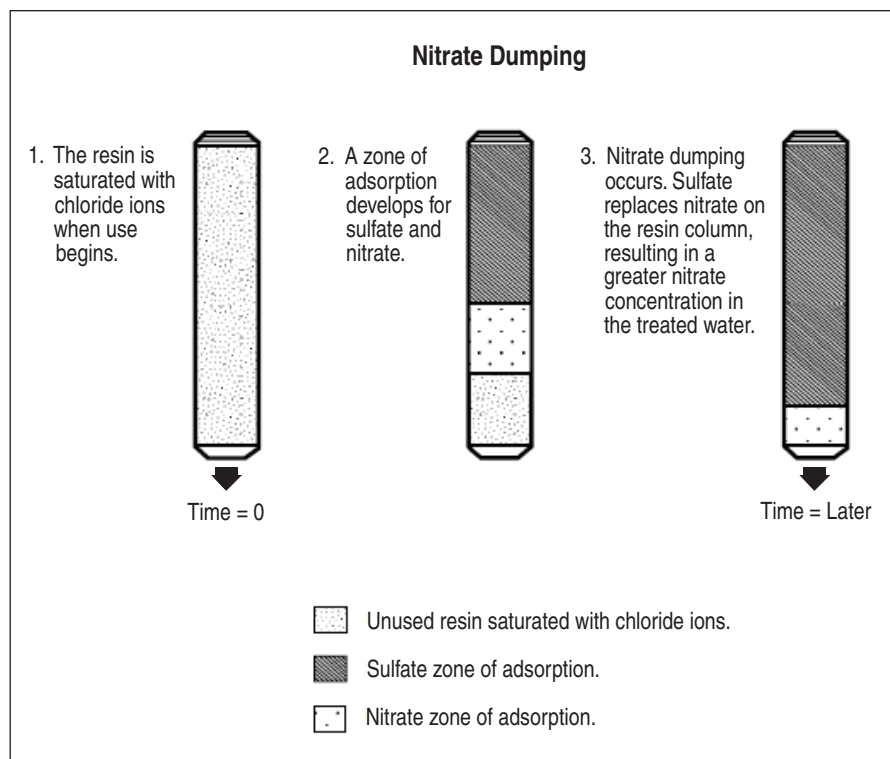 Nitrate Dumping
1. The resin is
saturated with
chloride ions
when use
begins.
2. A zone of
adsorption
develops for
sulfate and
nitrate.
3. Nitrate dumping
occurs. Sulfate
replaces nitrate on
the resin column,
resulting in a
greater nitrate
concentration in
the treated water.
Time = 0
Time = Later
Unused resin saturated with chloride ions.
Sulfate zone of adsorption.
Nitrate zone of adsorption.